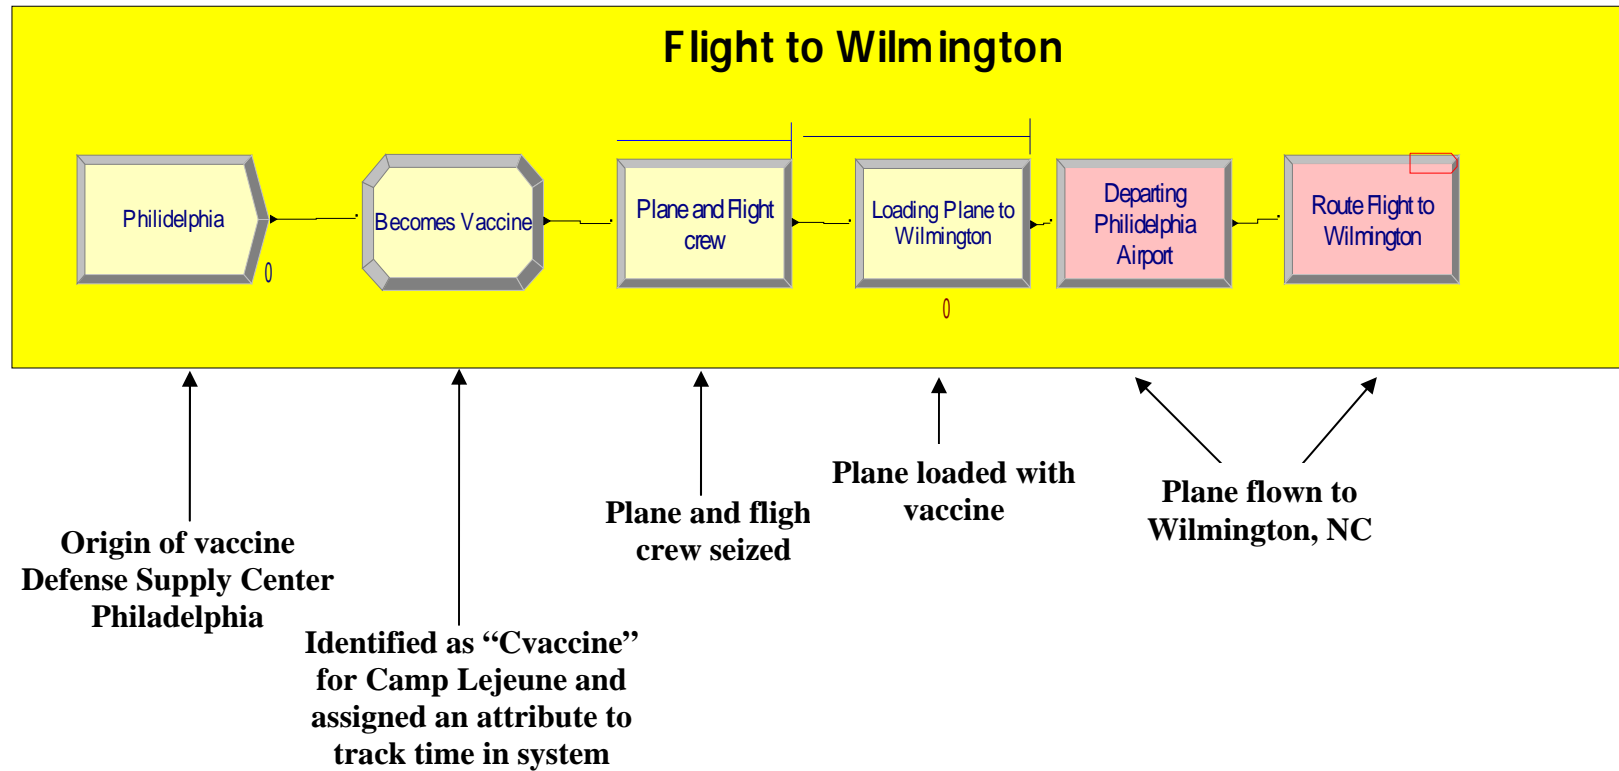 Flight to Wilmington
Philidelphia
Becomes Vaccine
Plane and Flight
crew
Loading Plane to
Wilmington
Departing
Philidelphia
Airport
Route Flight to
Wilmington
0
0
Origin of vaccine
Defense Supply Center
Philadelphia
Identified as “Cvaccine”
for Camp Lejeune and
assigned an attribute to
track time in system
Plane and fligh
crew seized
Plane loaded with
vaccine
Plane flown to
Wilmington, NC